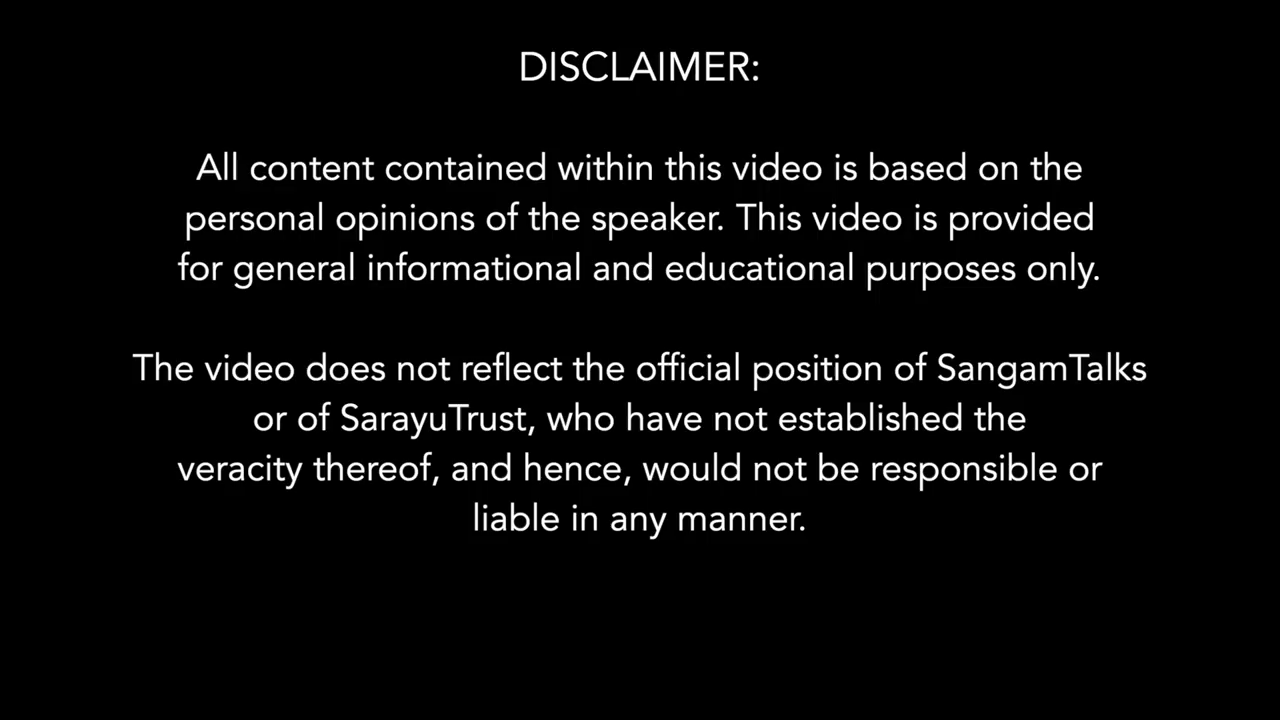 DISCLAIMER:
All content contained within this video is based on the
personal opinions of the speaker. This video is provided
for general informational and educational purposes only.
The video does not reflect the official position of SangamTalks
or of SarayuTrust, who have not established the
veracity thereof, and hence, would not be responsible or
liable in any manner.